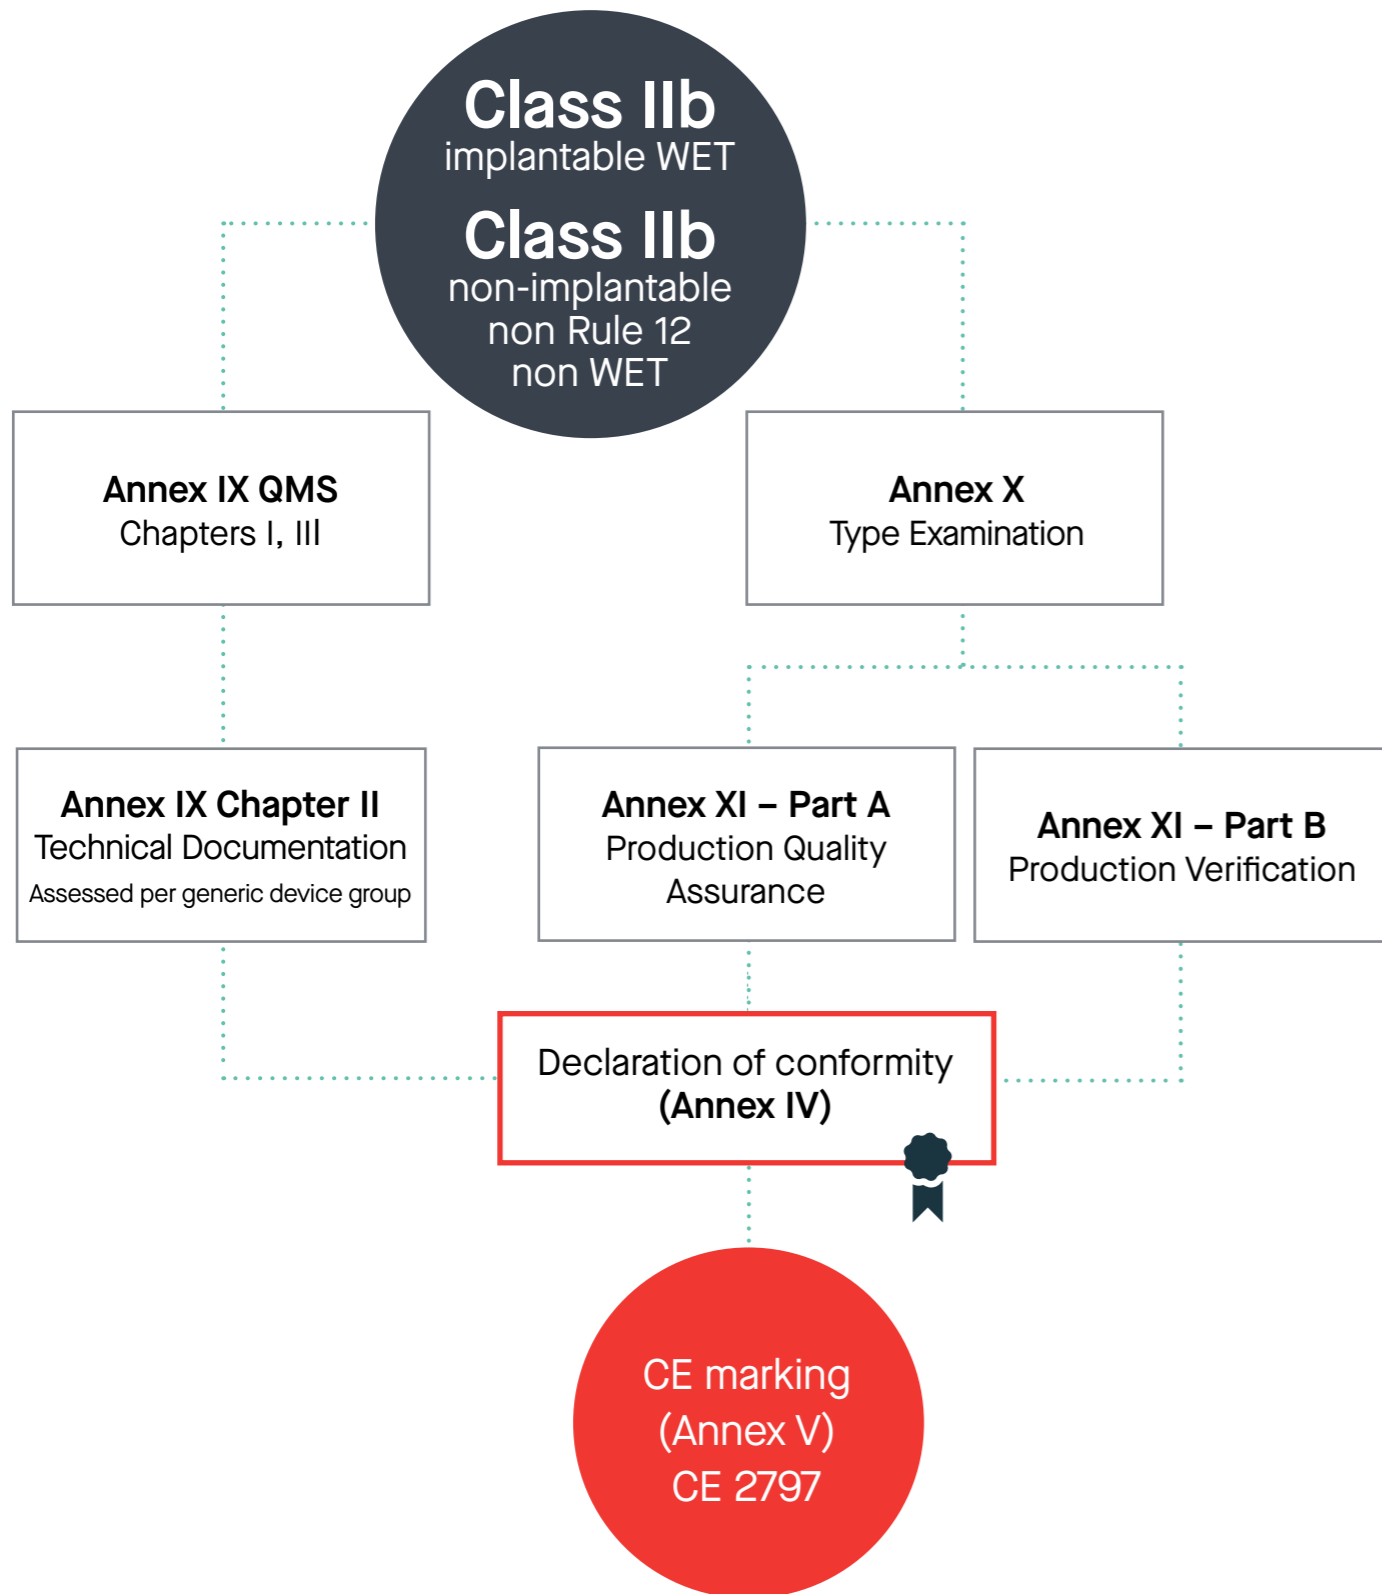 Class IIb
implantable WET
Class IIb
non-implantable
non Rule 12
non WET
Annex IX QMS
Chapters I, III
Annex X
Type Examination
Annex IX Chapter II
Technical Documentation
Assessed per generic device group
Annex XI – Part A
Production Quality
Assurance
Annex XI – Part B
Production Verification
Declaration of conformity
(Annex IV)
CE marking
(Annex V)
CE 2797